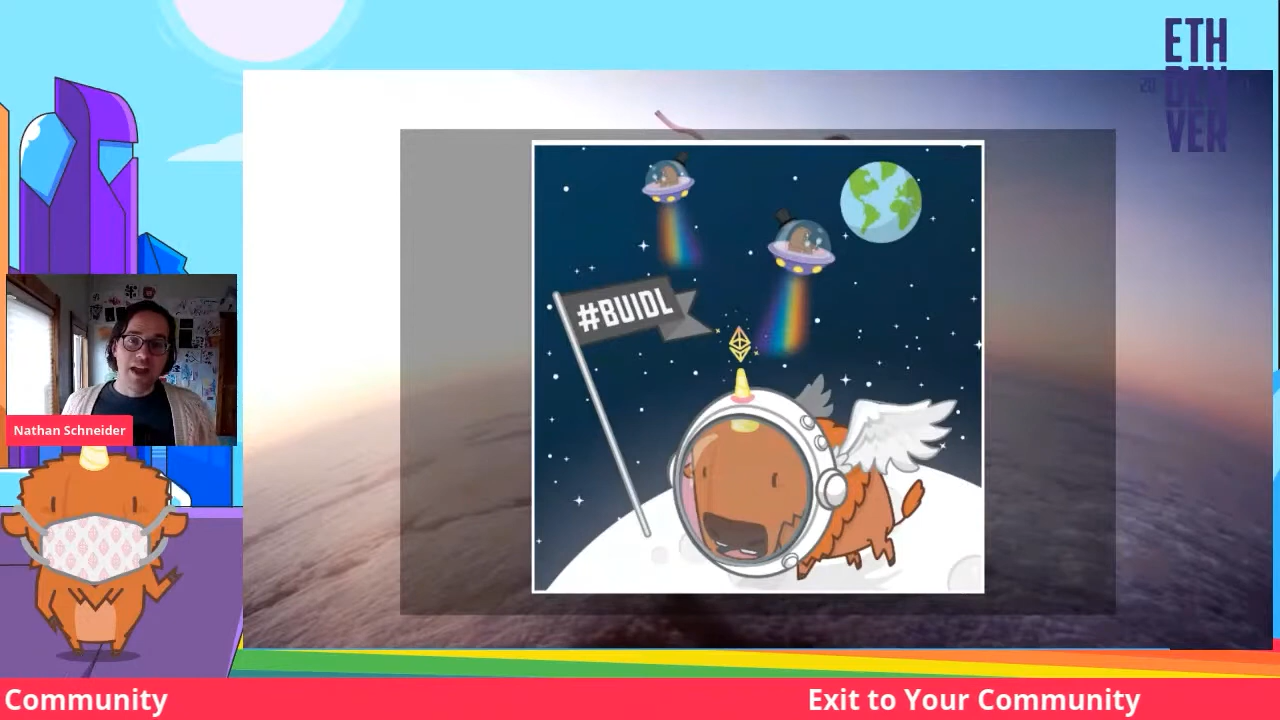 ETH
DEN
VER
#BUIDL
Nathan Schneider
Community
Exit to Your Community